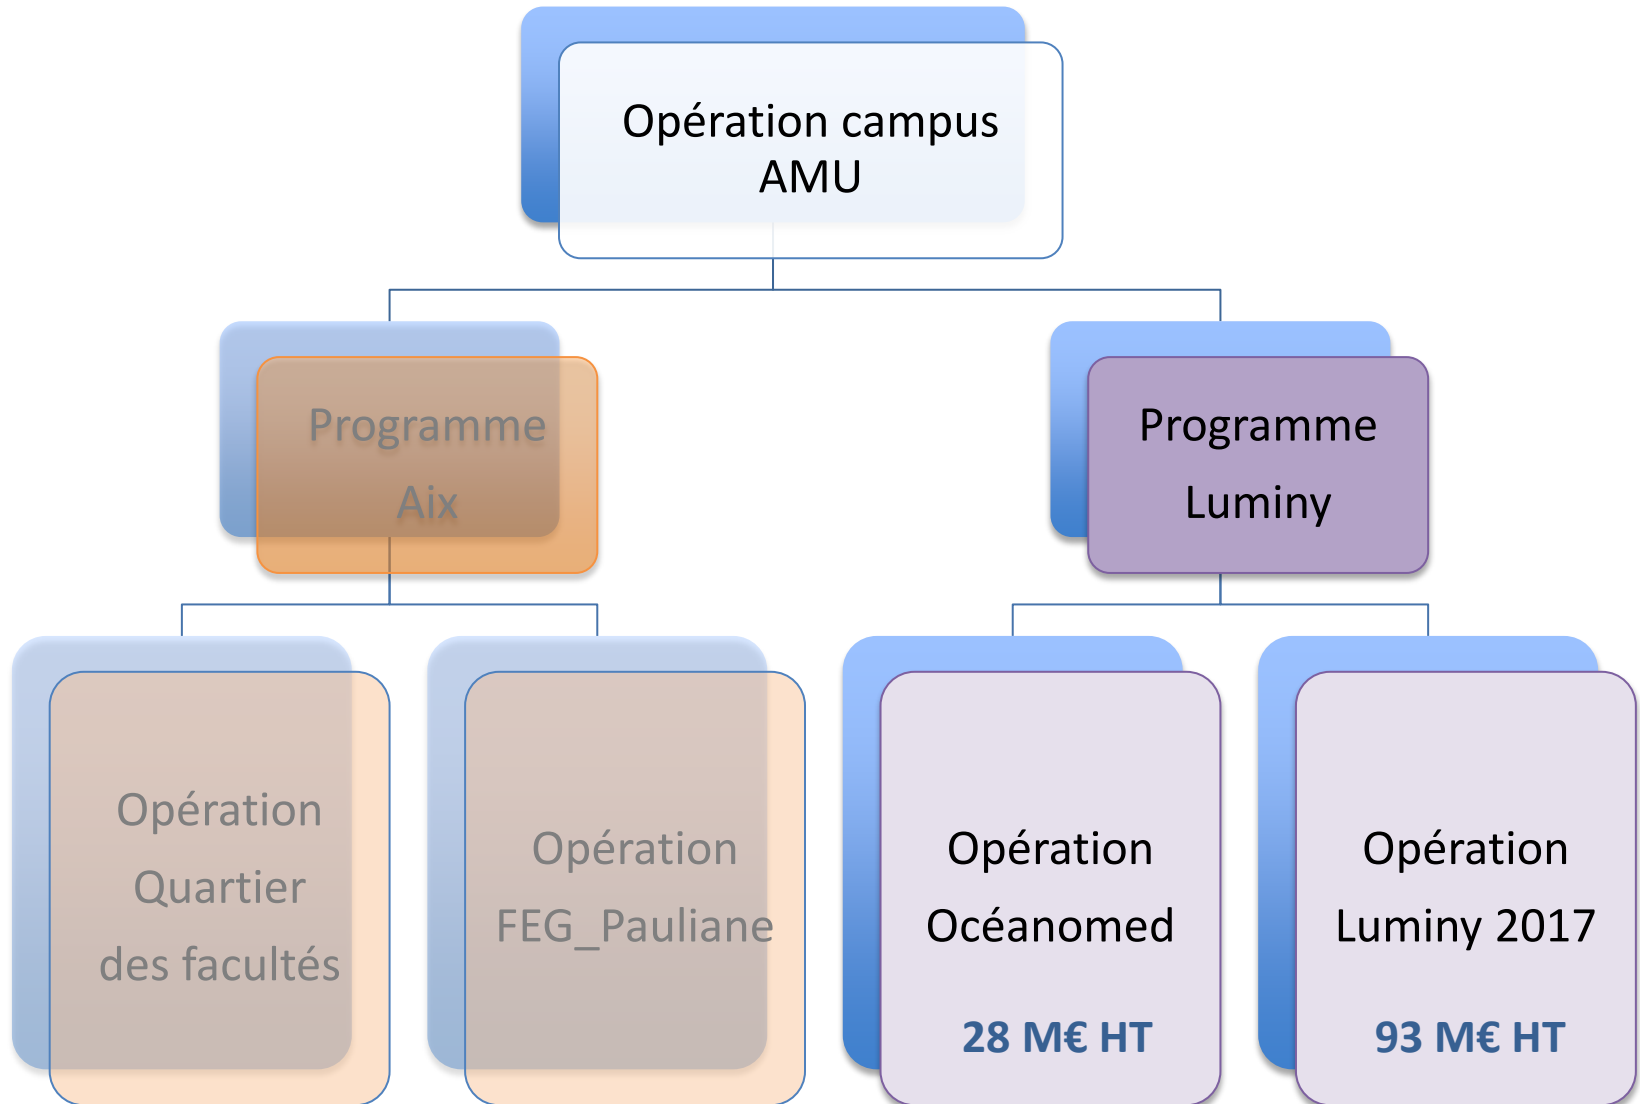 Opération campus
AMU
Programme
Aix
Programme
Luminy
Opération
Quartier
des facultés
Opération
FEG_Pauliane
Opération
Océanomed
28 M€ HT
Opération
Luminy 2017
93 M€ HT